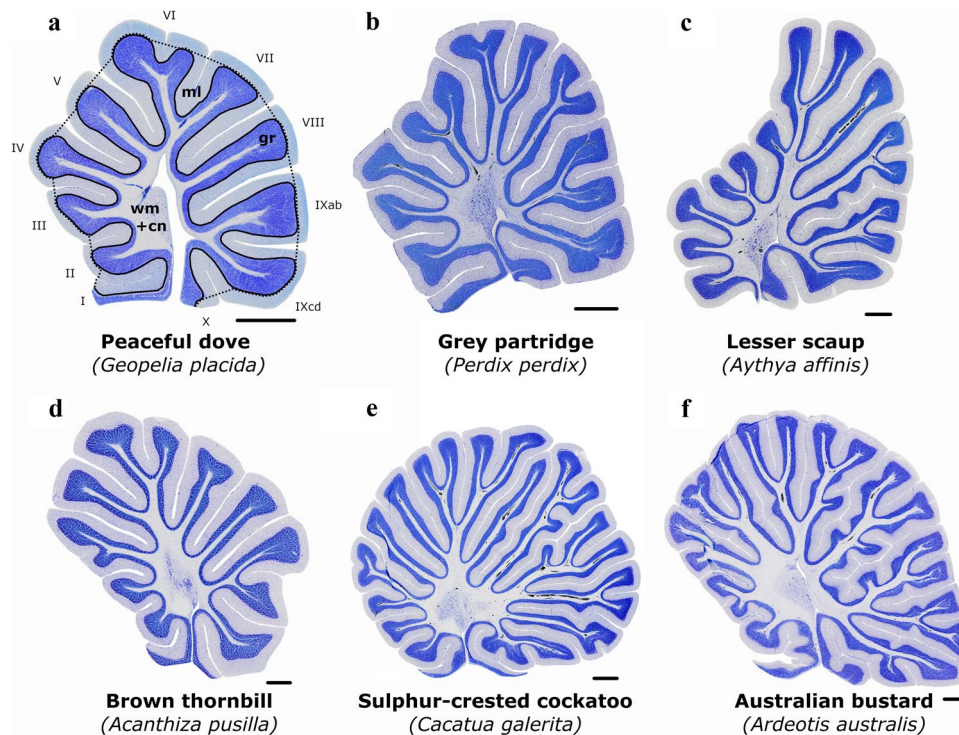 a
VI
VII
V
ml
VIII
IV
gr
wm
+cn
IXab
III
II
I
X
IXcd
Peaceful dove
(Geopelia placida)
b
Grey partridge
(Perdix perdix)
c
Lesser scaup
(Aythya affinis)
d
Brown thornbill
(Acanthiza pusilla)
e
Sulphur-crested cockatoo
(Cacatua galerita)
f
Australian bustard
(Ardeotis australis)